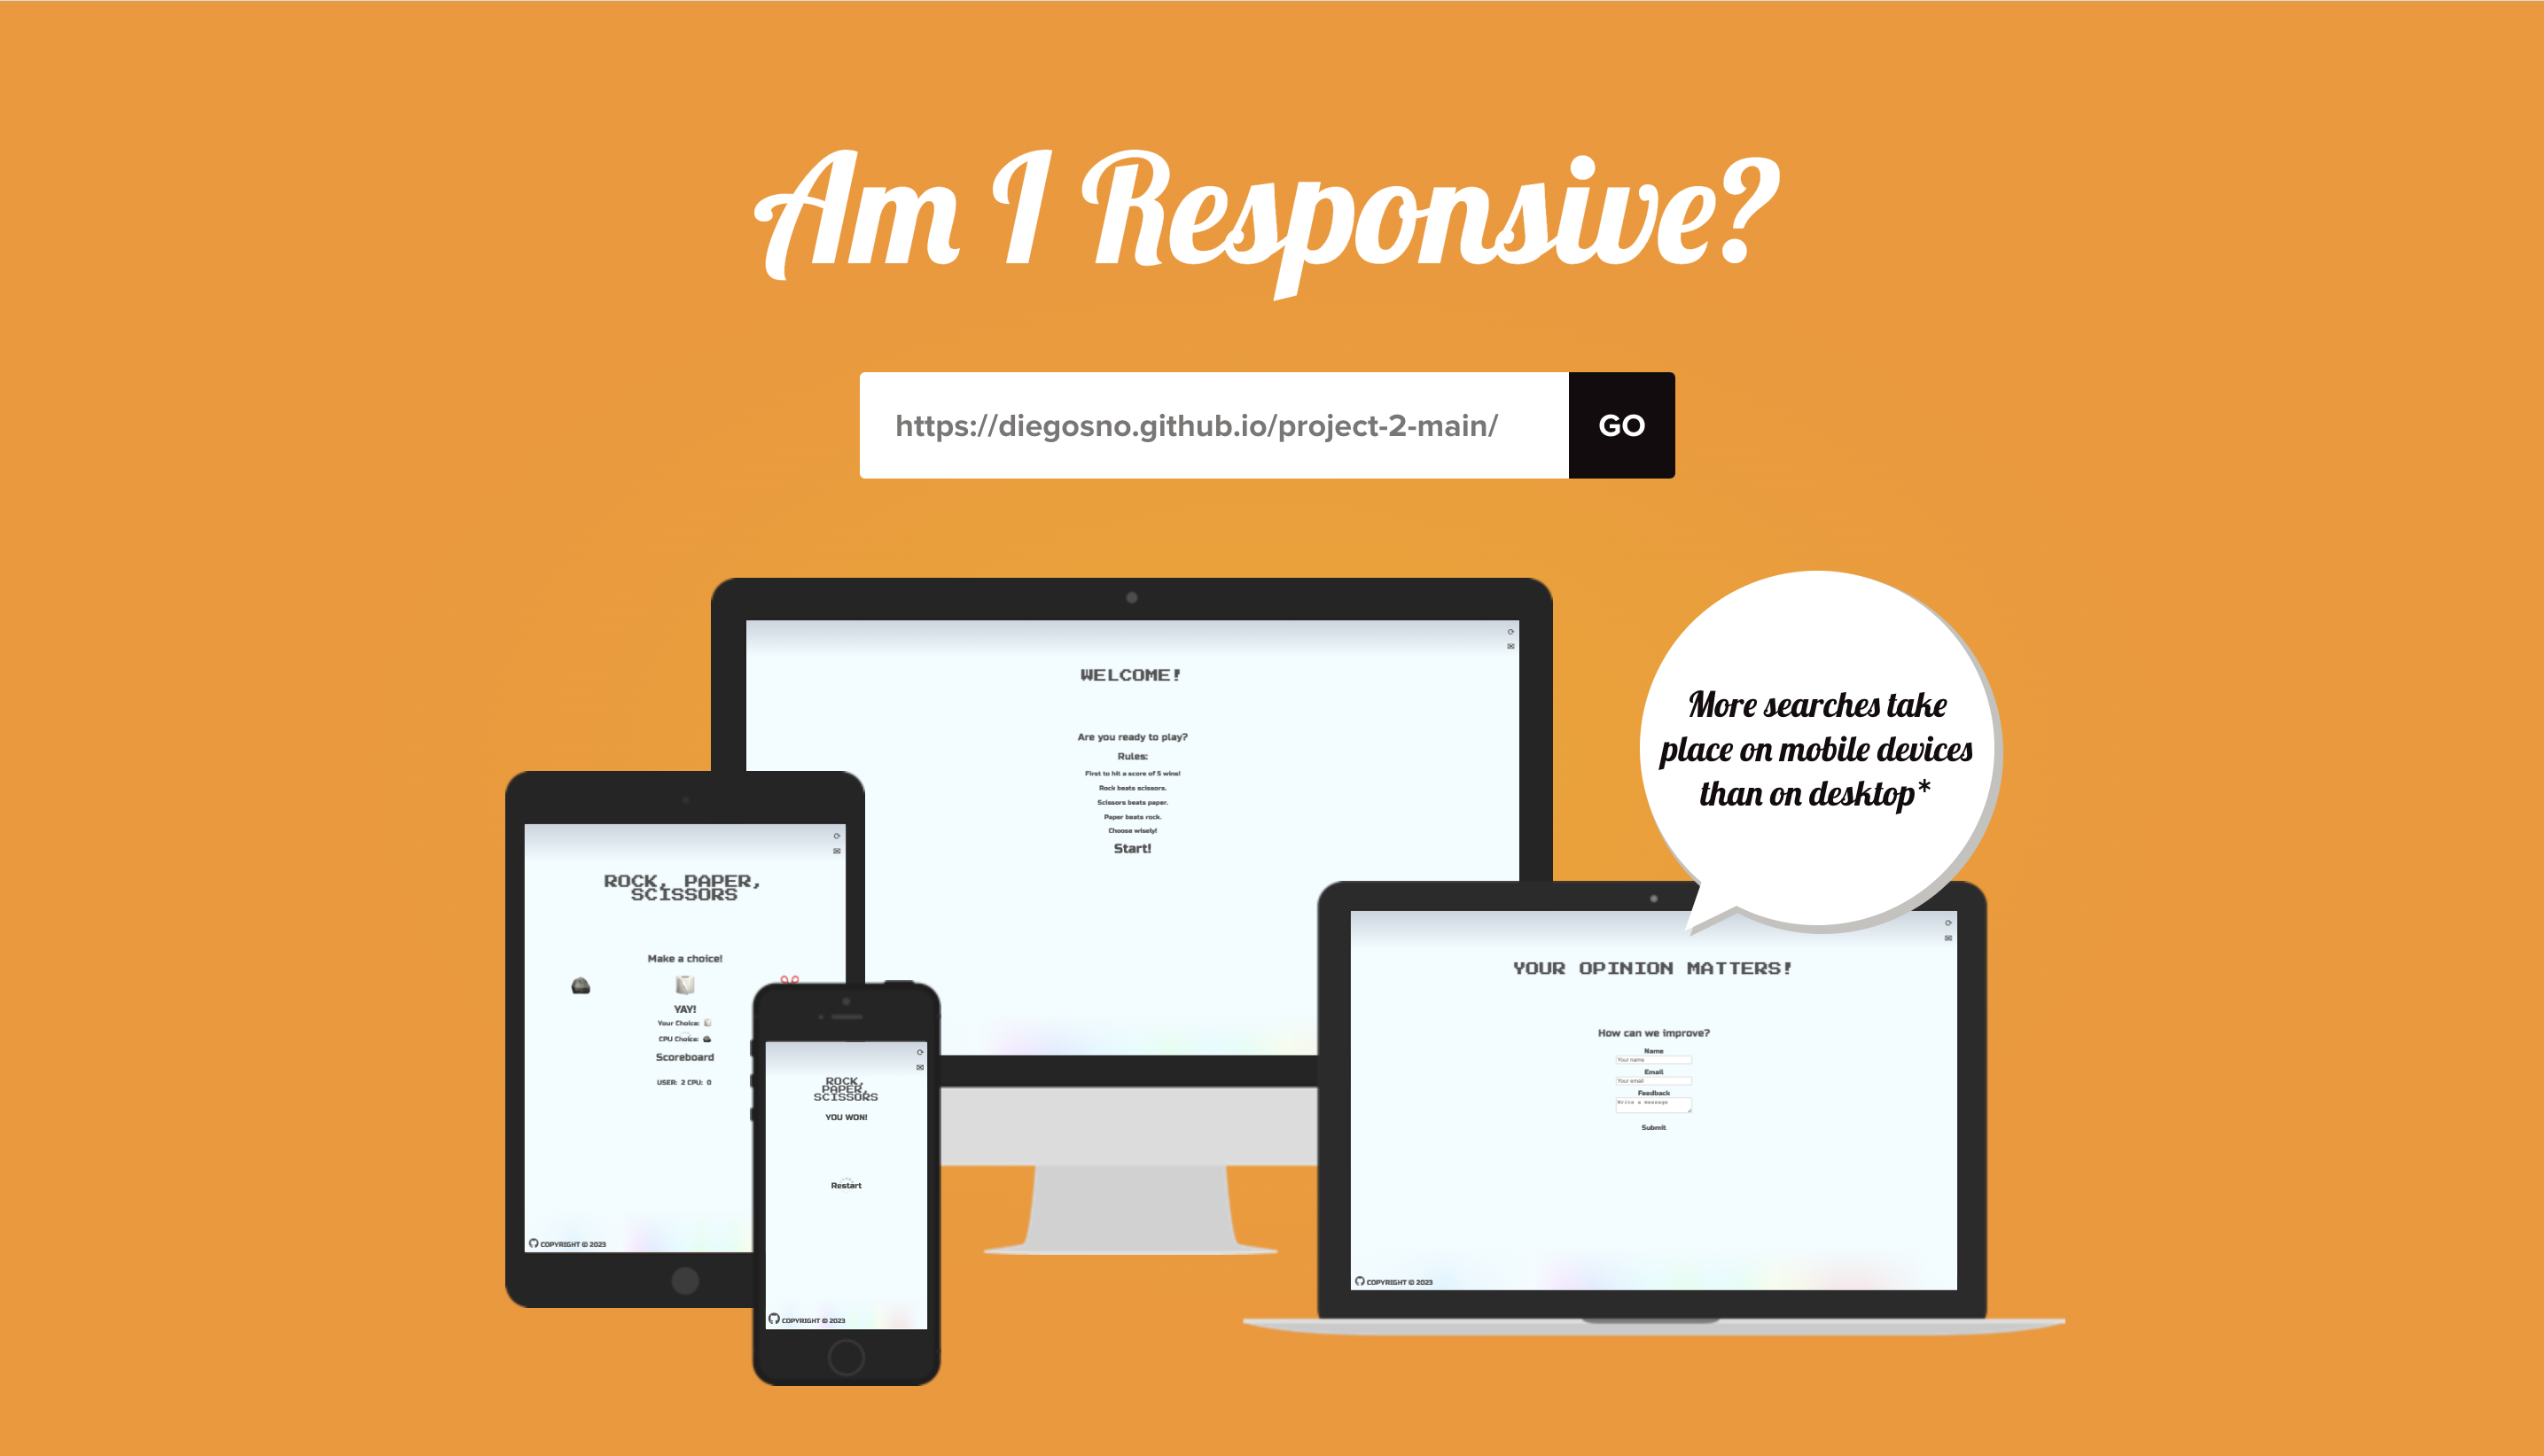 Am I Responsive?
https://diegosno.github.io/project-2-main/
GO
WELCOME!
Are you ready to play?
Rules:
First to hit a score of 5 wins!
Rock beats scissors.
Scissors beats paper.
Paper beats rock.
Choose wisely!
Start!
More searches take
place on mobile devices
than on desktop*
ROCK, PAPER,
SCISSORS
Make a choice!
YAY!
Your Choice:
CPU Choice:
Scoreboard
USER: 2 CPU: 0
COPYRIGHT © 2023
ROCK,
PAPER,
SCISSORS
YOU WON!
Restart
COPYRIGHT © 2023
YOUR OPINION MATTERS!
How can we improve?
Name
Your name
Email
Your email
Feedback
Write a message
Submit
COPYRIGHT © 2023